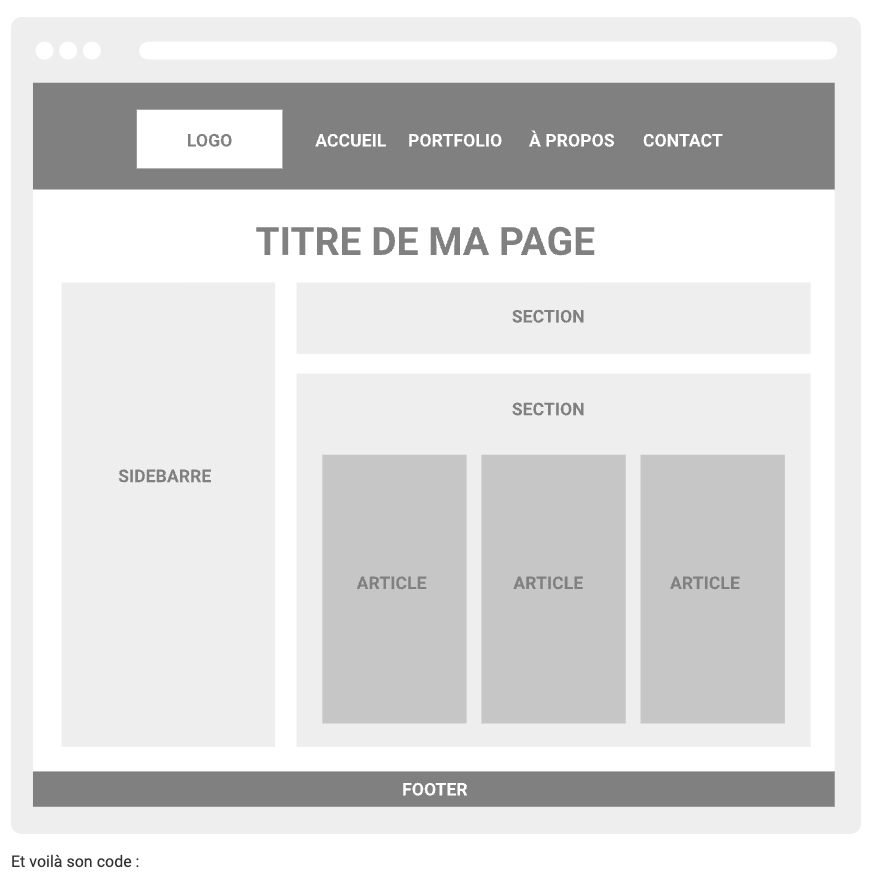 LOGO ACCUEIL PORTFOLIO À PROPOS CONTACT
TITRE DE MA PAGE
SECTION
SECTION
SIDEBARRE
ARTICLE ARTICLE ARTICLE
FOOTER
Et voilà son code :